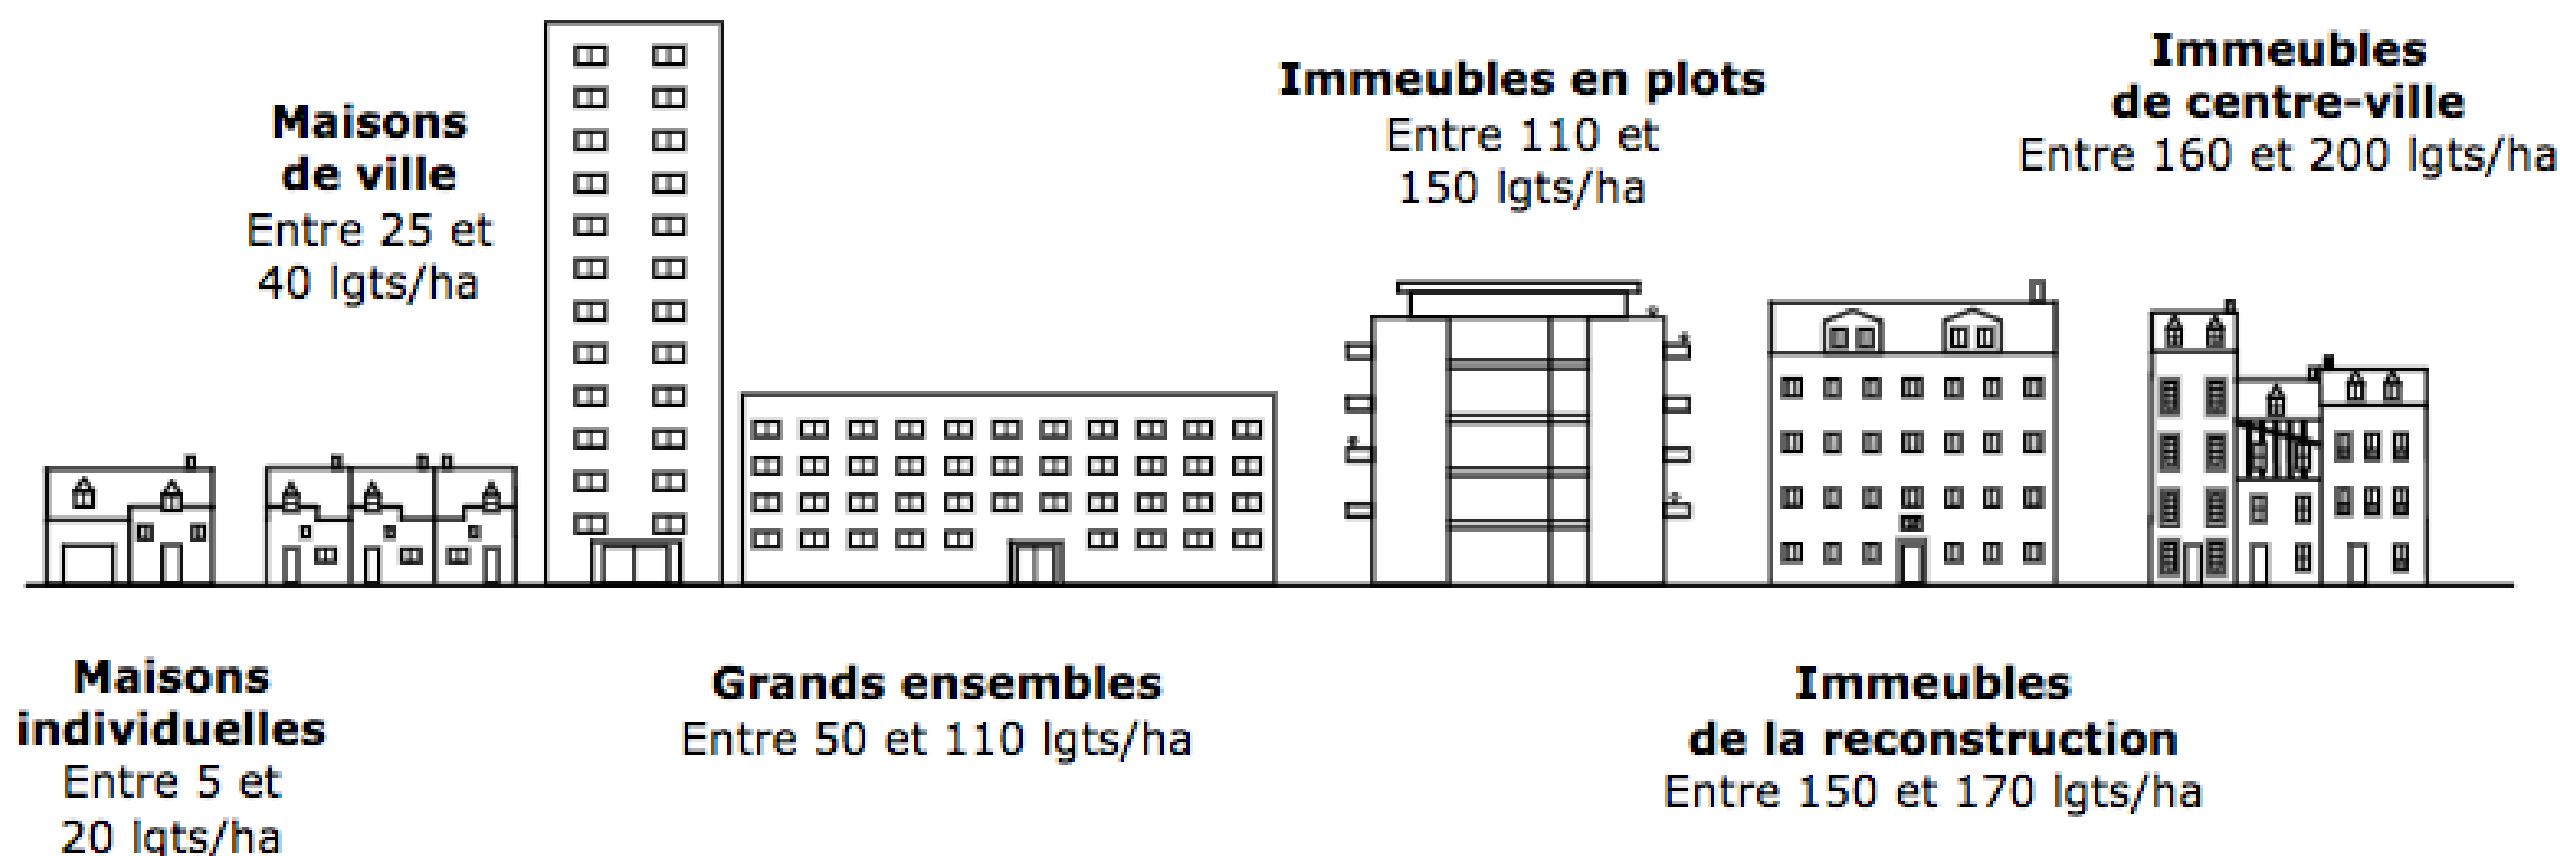 Maisons
individuelles
Entre 5 et
20 lgts/ha
Maisons
de ville
Entre 25 et
40 lgts/ha
Grands ensembles
Entre 50 et 110 lgts/ha
Immeubles en plots
Entre 110 et
150 lgts/ha
Immeubles
de la reconstruction
Entre 150 et 170 lgts/ha
Immeubles
de centre-ville
Entre 160 et 200 lgts/ha